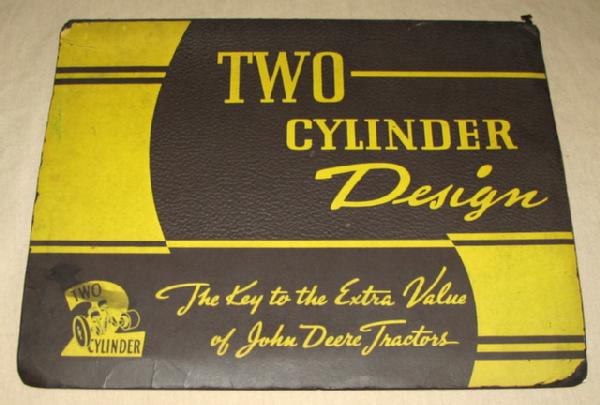 TWO
CYLINDER
Design
The Key to the Extra Value
of John Deere Tractors
TWO
CYLINDER